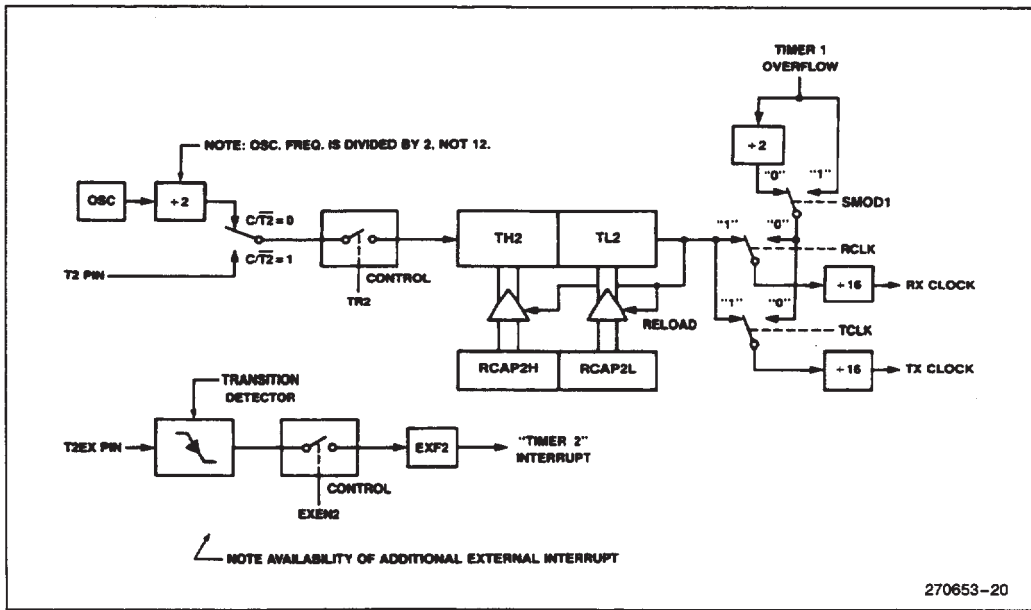 TIMER 1
OVERFLOW
NOTE: OSC. FREQ. IS DIVIDED BY 2, NOT 12.
÷2
"0"
"1"
OSC
÷2
SMOD1
C/T2̅ = 0
TH2
TL2
"1"
"0"
RCLK
T2 PIN
C/T2̅ = 1
CONTROL
÷16
RX CLOCK
TR2
"1"
"0"
RELOAD
TCLK
RCAP2H
RCAP2L
÷16
TX CLOCK
TRANSITION
DETECTOR
T2EX PIN
EXF2
"TIMER 2"
INTERRUPT
CONTROL
EXEN2
NOTE AVAILABILITY OF ADDITIONAL EXTERNAL INTERRUPT
270653-20